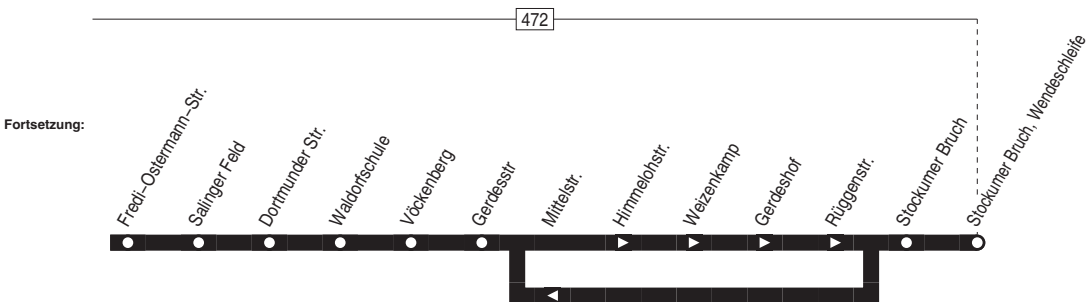 472
Fortsetzung:
Fredi–Ostermann–Str.
Salinger Feld
Dortmunder Str.
Waldorfschule
Vöckenberg
Gerdesstr
Mittelstr.
Himmelohstr.
Weizenkamp
Gerdeshof
Rüggenstr.
Stockumer Bruch
Stockumer Bruch, Wendeschleife